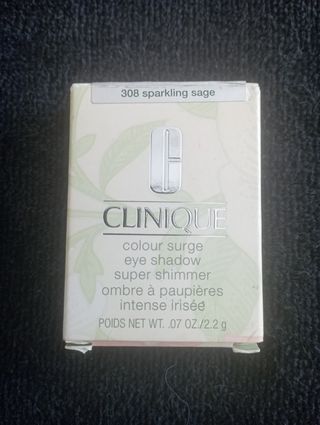 308 sparkling sage
CLINIQUE
colour surge
eye shadow
super shimmer
ombre à paupières
intense irisée
POIDS NET WT. .07 OZ./2.2 g